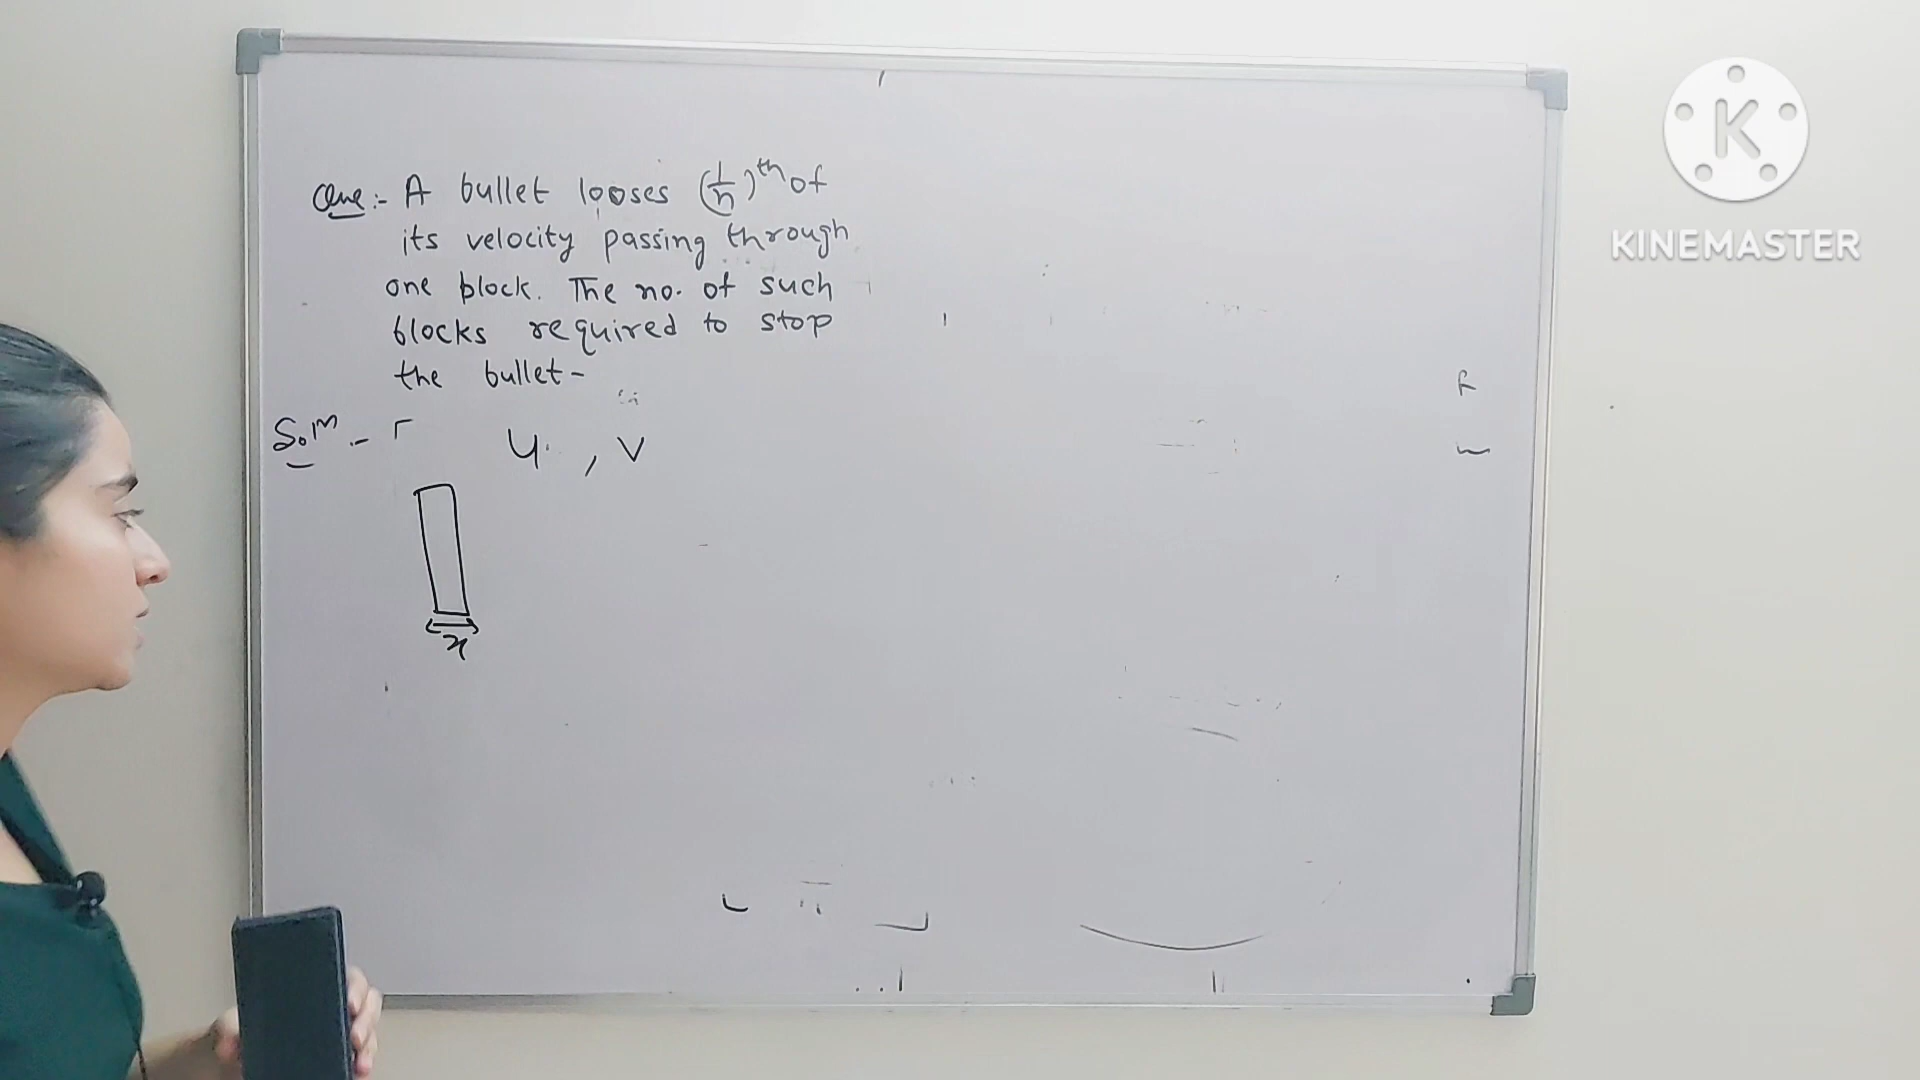 Que:- A bullet looses (1/n)th of
its velocity passing through
one block. The no. of such
blocks required to stop
the bullet -
Soln -
u , v
x
K
KINEMASTER